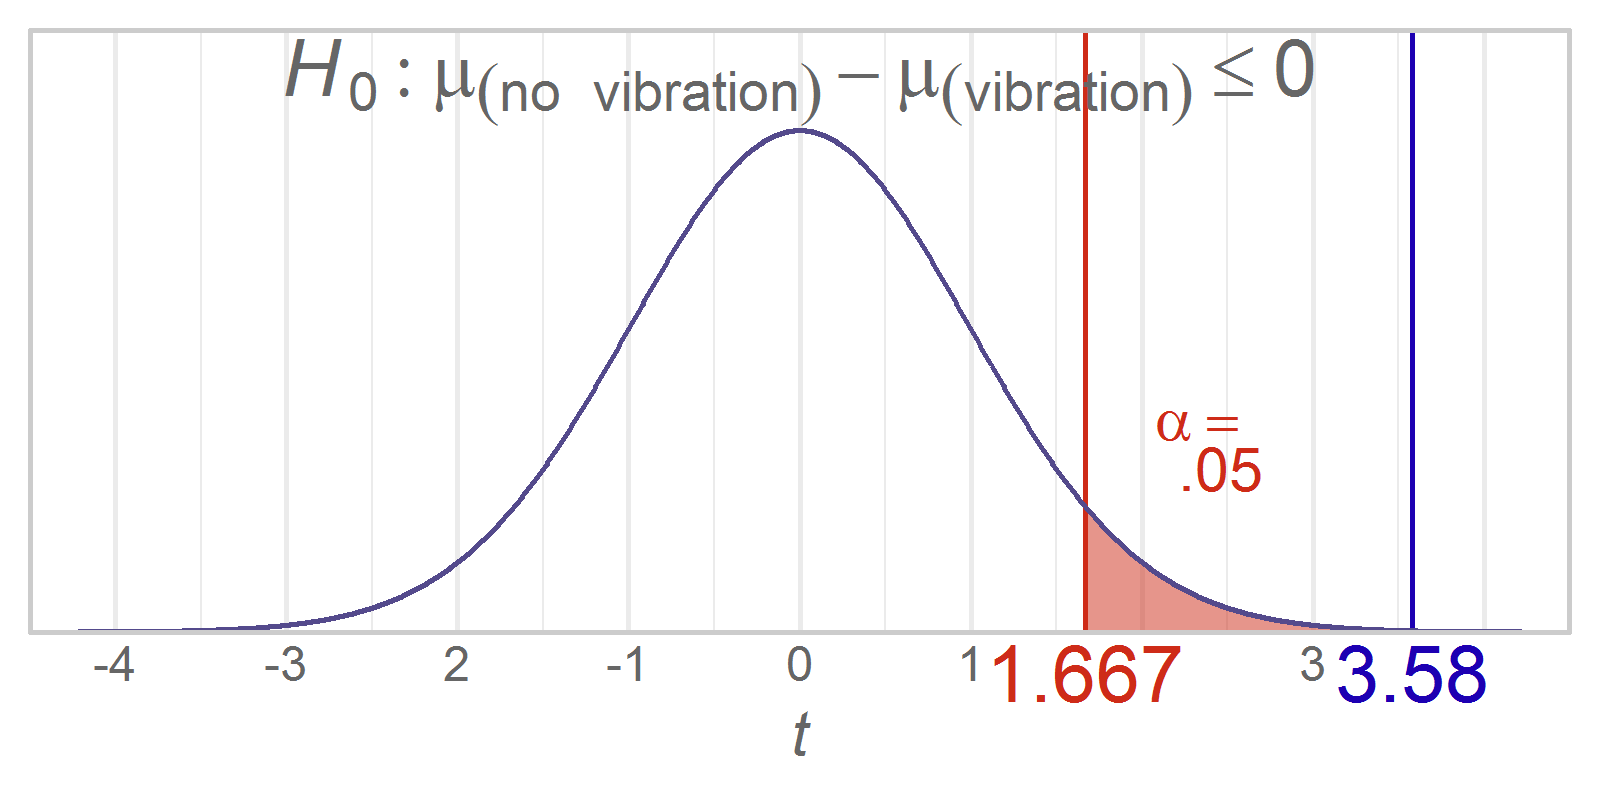 H₀ : μ₍no vibration₎ − μ₍vibration₎ ≤ 0
α =
.05
-4 -3 2 -1 0 1 1.667 3 3.58
t